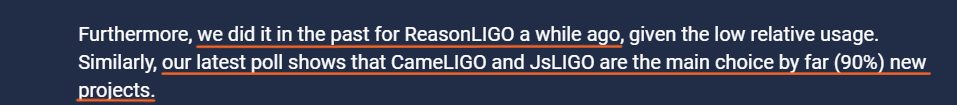 Furthermore, we did it in the past for ReasonLIGO a while ago, given the low relative usage.
Similarly, our latest poll shows that CameLIGO and JsLIGO are the main choice by far (90%) new
projects.